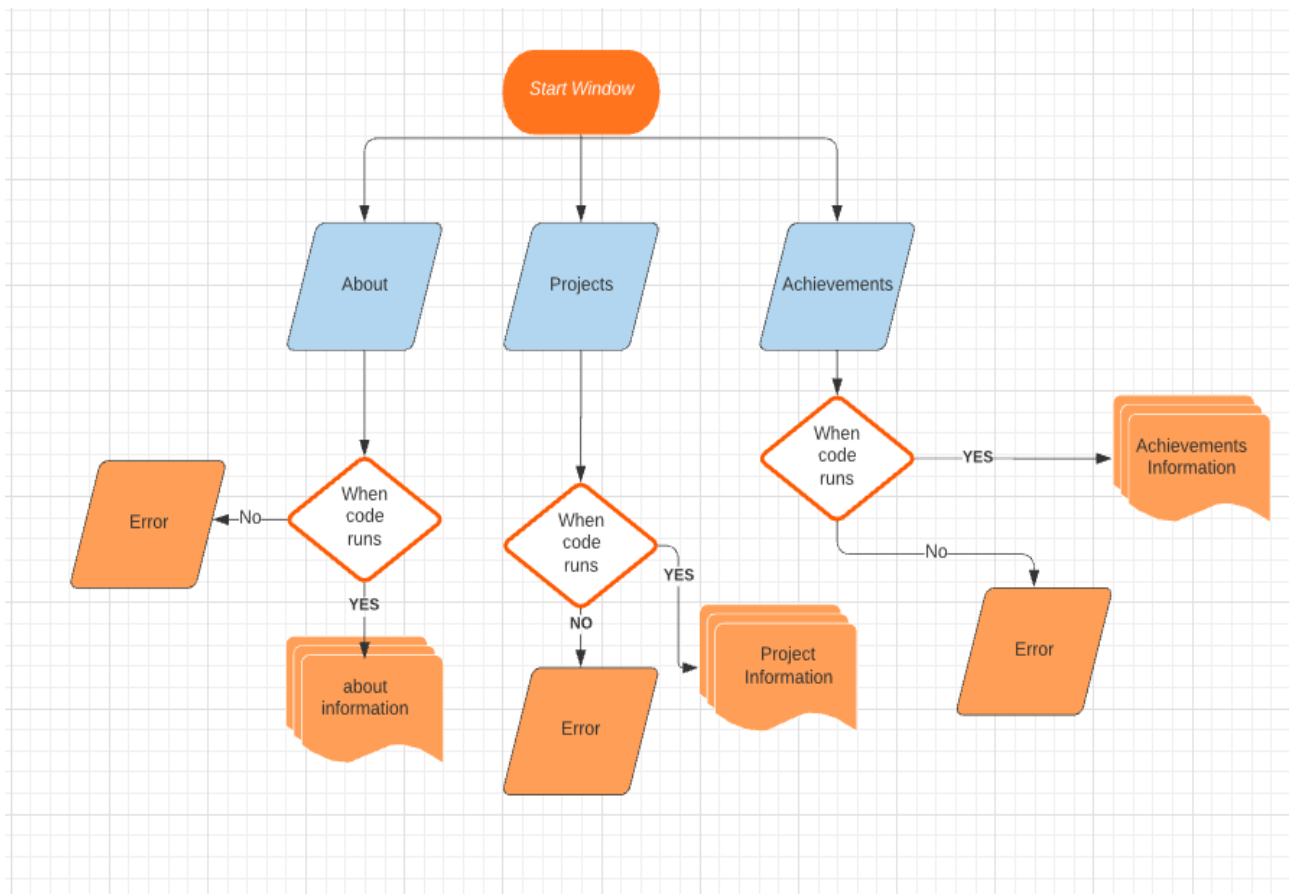 Start Window
About
Projects
Achievements
When
code
runs
YES
Achievements
Information
No
Error
When
code
runs
No
Error
YES
about
information
When
code
runs
YES
Project
Information
NO
Error